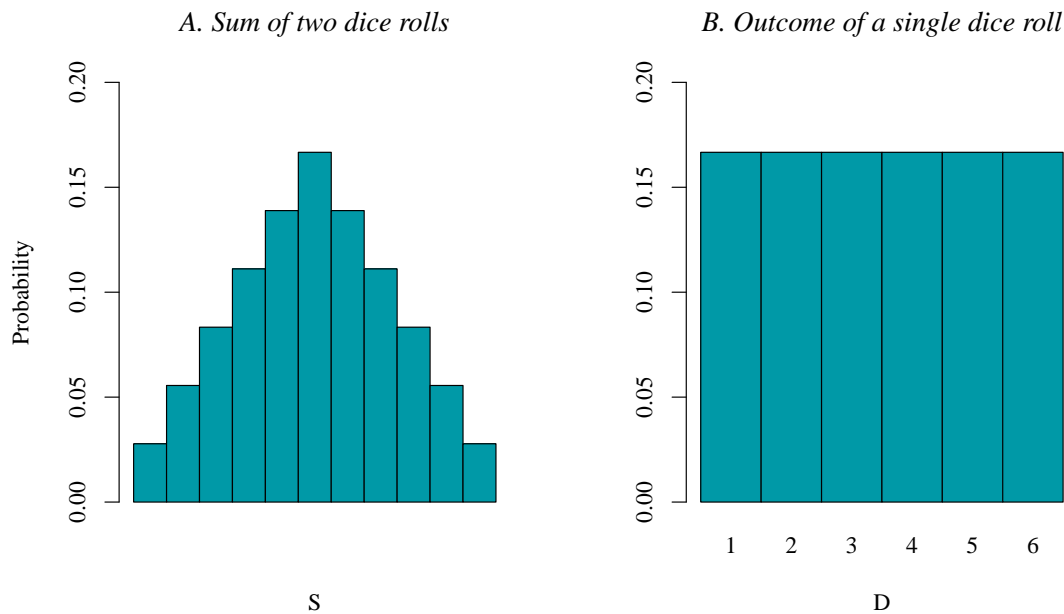 A. Sum of two dice rolls
Probability
0.20
0.15
0.10
0.05
0.00
S
B. Outcome of a single dice roll
0.20
0.15
0.10
0.05
0.00
1 2 3 4 5 6
D